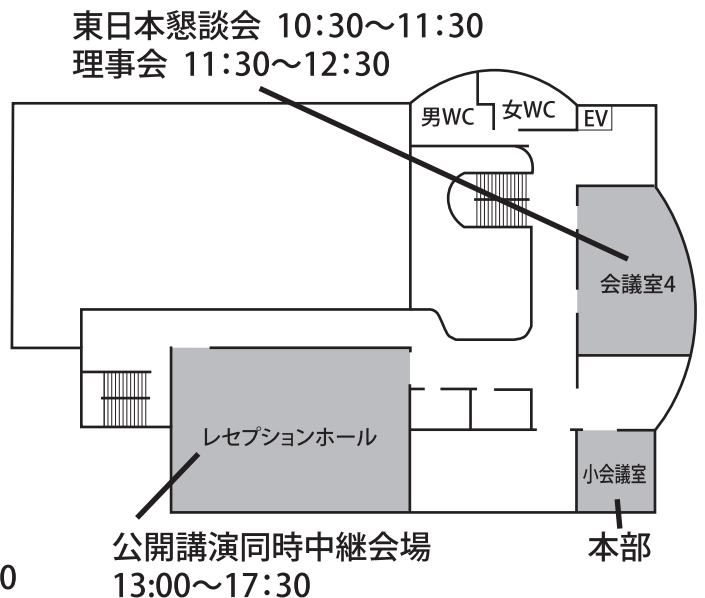 東日本懇談会 10：30～11：30
理事会 11：30～12：30
男WC
女WC
EV
会議室4
レセプションホール
小会議室
公開講演同時中継会場
13:00～17：30
本部
0